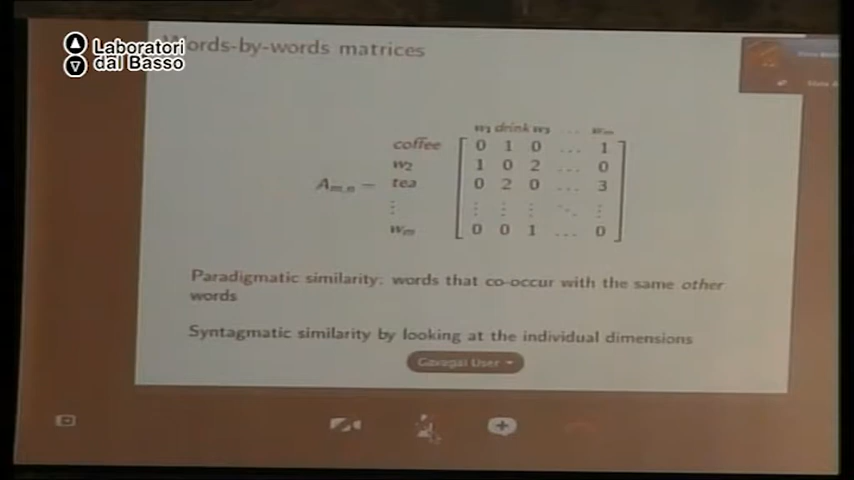 Laboratori
dal Basso
Words-by-words matrices
w₁ drink w₃ ... wₘ
coffee 0 1 0 ... 1
w₂ 1 0 2 ... 0
Aₘ,ₙ = tea 0 2 0 ... 3
⋮ ⋮ ⋮ ⋮ ⋱ ⋮
wₘ 0 0 1 ... 0
Paradigmatic similarity: words that co-occur with the same other
words
Syntagmatic similarity by looking at the individual dimensions
Gavagai User